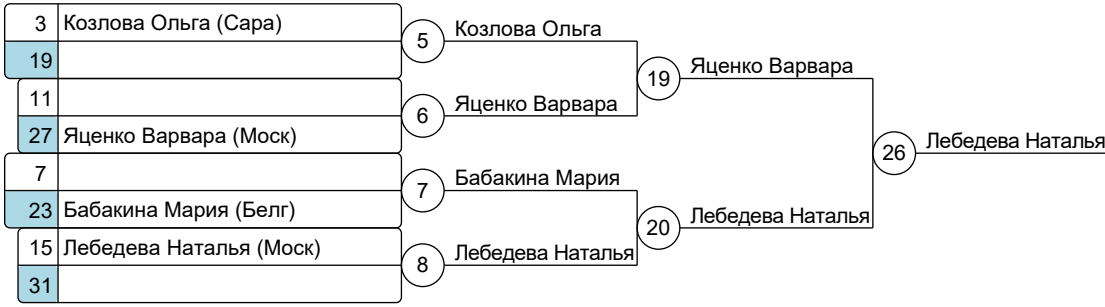 3 Козлова Ольга (Сара)
19
11
27 Яценко Варвара (Моск)
7
23 Бабакина Мария (Белг)
15 Лебедева Наталья (Моск)
31
5 Козлова Ольга
6 Яценко Варвара
7 Бабакина Мария
8 Лебедева Наталья
19 Яценко Варвара
20 Лебедева Наталья
26 Лебедева Наталья